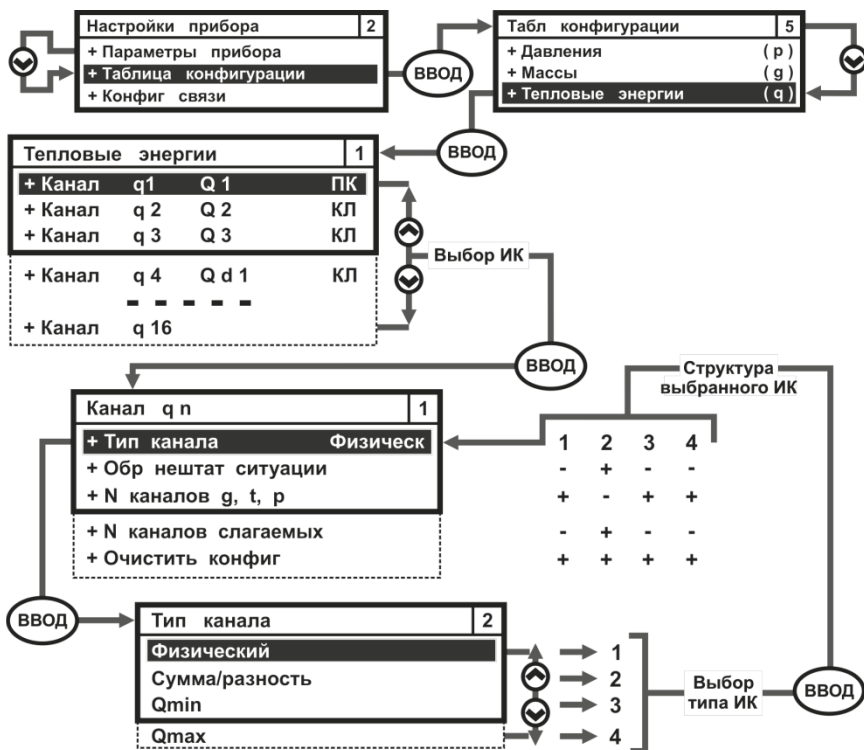 Настройки прибора 2
+ Параметры прибора
+ Таблица конфигурации
+ Конфиг связи
ВВОД
Табл конфигурации 5
+ Давления ( p )
+ Массы ( g )
+ Тепловые энергии ( q )
ВВОД
Тепловые энергии 1
+ Канал q1 Q 1 ПК
+ Канал q 2 Q 2 КЛ
+ Канал q 3 Q 3 КЛ
+ Канал q 4 Q d 1 КЛ
- - - - -
+ Канал q 16
Выбор ИК
ВВОД
Структура
выбранного ИК
Канал q n 1
+ Тип канала Физическ
+ Обр нештат ситуации
+ N каналов g, t, p
+ N каналов слагаемых
+ Очистить конфиг
1 2 3 4
- + - -
+ - + +
- + - -
+ + + +
ВВОД
Тип канала 2
Физический
Сумма/разность
Qmin
Qmax
1
2
3
4
Выбор
типа ИК
ВВОД